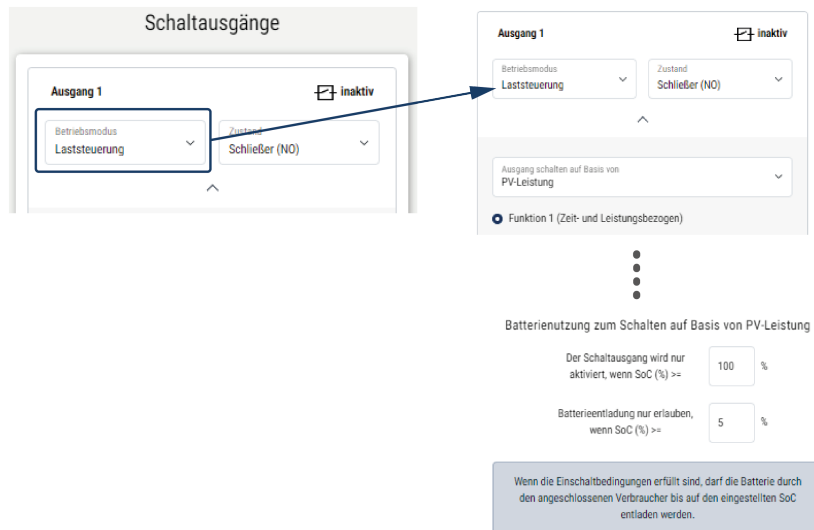 Schaltausgänge
Ausgang 1
inaktiv
Betriebsmodus
Laststeuerung
Zustand
Schließer (NO)
Ausgang 1
inaktiv
Betriebsmodus
Laststeuerung
Zustand
Schließer (NO)
Ausgang schalten auf Basis von
PV-Leistung
Funktion 1 (Zeit- und Leistungsbezogen)
Batterienutzung zum Schalten auf Basis von PV-Leistung
Der Schaltausgang wird nur
aktiviert, wenn SoC (%) >=
100 %
Batterieentladung nur erlauben,
wenn SoC (%) >=
5 %
Wenn die Einschaltbedingungen erfüllt sind, darf die Batterie durch
den angeschlossenen Verbraucher bis auf den eingestellten SoC
entladen werden.